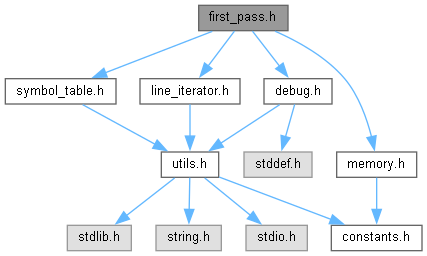 first_pass.h
symbol_table.h line_iterator.h debug.h
utils.h stddef.h memory.h
stdlib.h string.h stdio.h constants.h